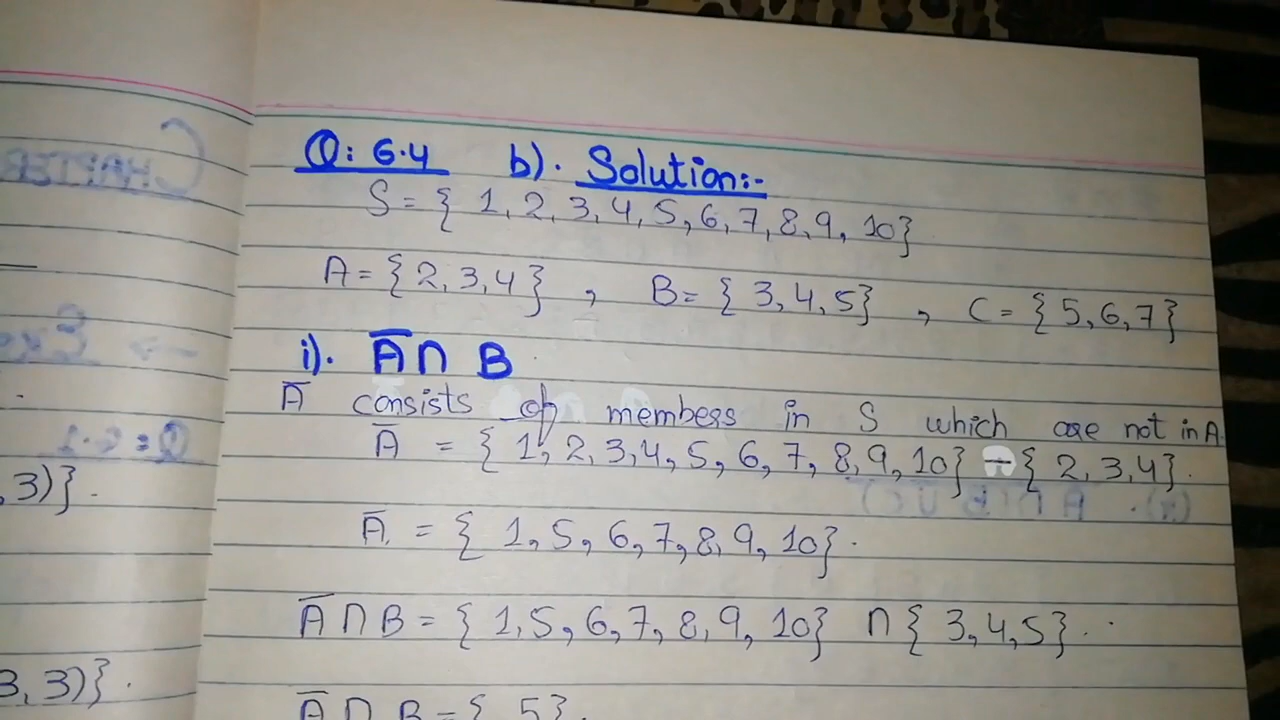 Q: 6.4 b). Solution:-
S = { 1, 2, 3, 4, 5, 6, 7, 8, 9, 10}
A = { 2, 3, 4 } , B = { 3, 4, 5} , C = { 5, 6, 7}
i). A̅ ∩ B
A̅ consists of members in S which are not in A.
A̅ = { 1, 2, 3, 4, 5, 6, 7, 8, 9, 10} - { 2, 3, 4}.
A̅ = { 1, 5, 6, 7, 8, 9, 10}.
A̅ ∩ B = { 1, 5, 6, 7, 8, 9, 10} ∩ { 3, 4, 5}.
A̅ ∩ B = { 5}.
, 3)}.
3, 3)}.